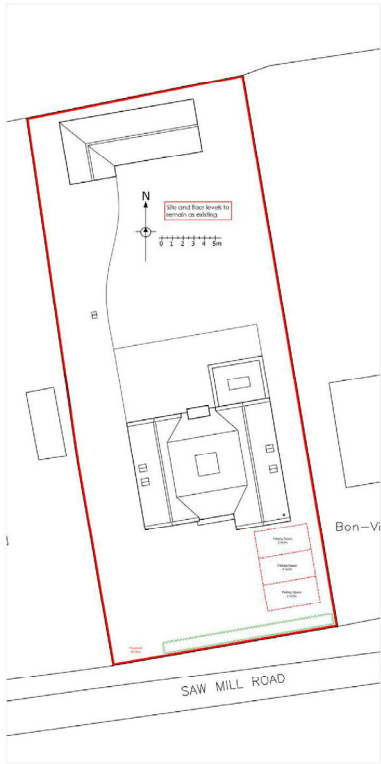 N
Site and floor levels to
remain as existing
0 1 2 3 4 5m
Bon-Vi
Parking Space
Parking Space
Parking Space
SAW MILL ROAD